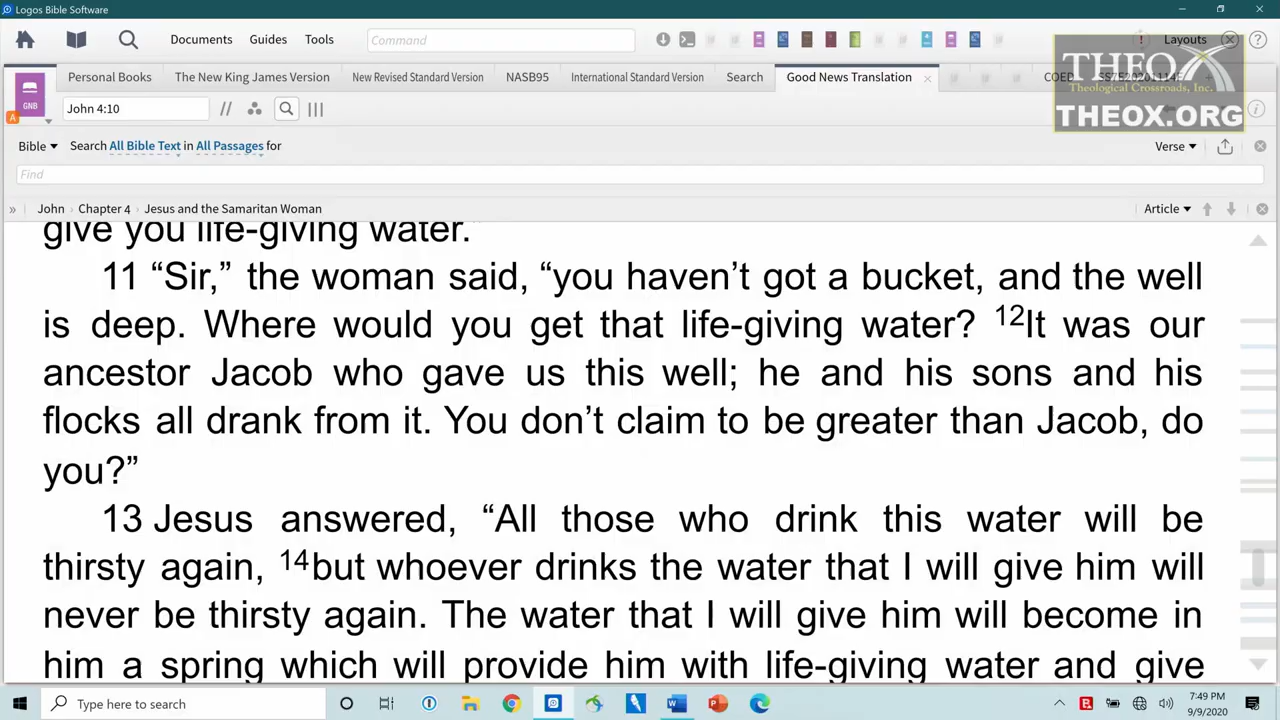 Logos Bible Software
Documents Guides Tools Command Layouts
Personal Books The New King James Version New Revised Standard Version NASB95 International Standard Version Search Good News Translation COED
THEOX
Theological Crossroads, Inc.
THEOX.ORG
GNB
A
John 4:10
Bible Search All Bible Text in All Passages for Verse
Find
» John Chapter 4 Jesus and the Samaritan Woman Article
give you life-giving water.”
11 “Sir,” the woman said, “you haven’t got a bucket, and the well
is deep. Where would you get that life-giving water? 12It was our
ancestor Jacob who gave us this well; he and his sons and his
flocks all drank from it. You don’t claim to be greater than Jacob, do
you?”
13 Jesus answered, “All those who drink this water will be
thirsty again, 14but whoever drinks the water that I will give him will
never be thirsty again. The water that I will give him will become in
him a spring which will provide him with life-giving water and give
Type here to search
7:49 PM
9/9/2020